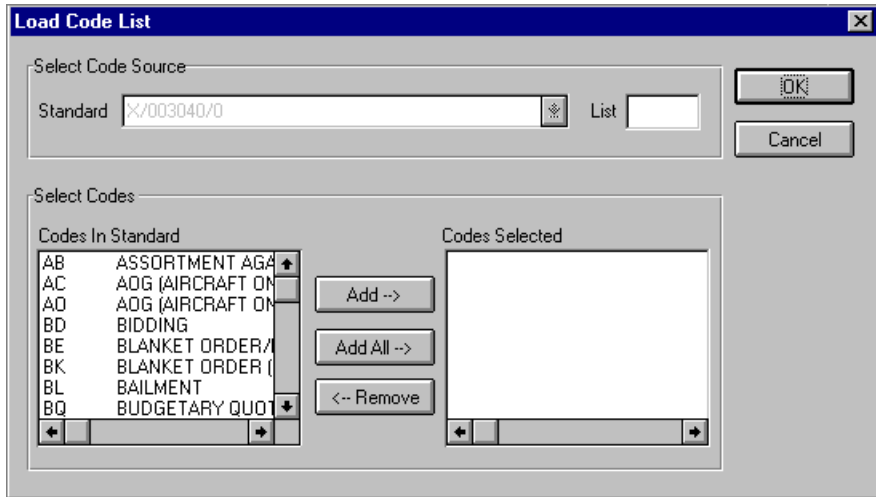 Load Code List
Select Code Source
Standard X/003040/0 List
OK
Cancel
Select Codes
Codes In Standard
Codes Selected
AB ASSORTMENT AGA
AC AOG (AIRCRAFT ON
AO AOG (AIRCRAFT ON
BD BIDDING
BE BLANKET ORDER/
BK BLANKET ORDER (
BL BAILMENT
BQ BUDGETARY QUOT
Add -->
Add All -->
<-- Remove